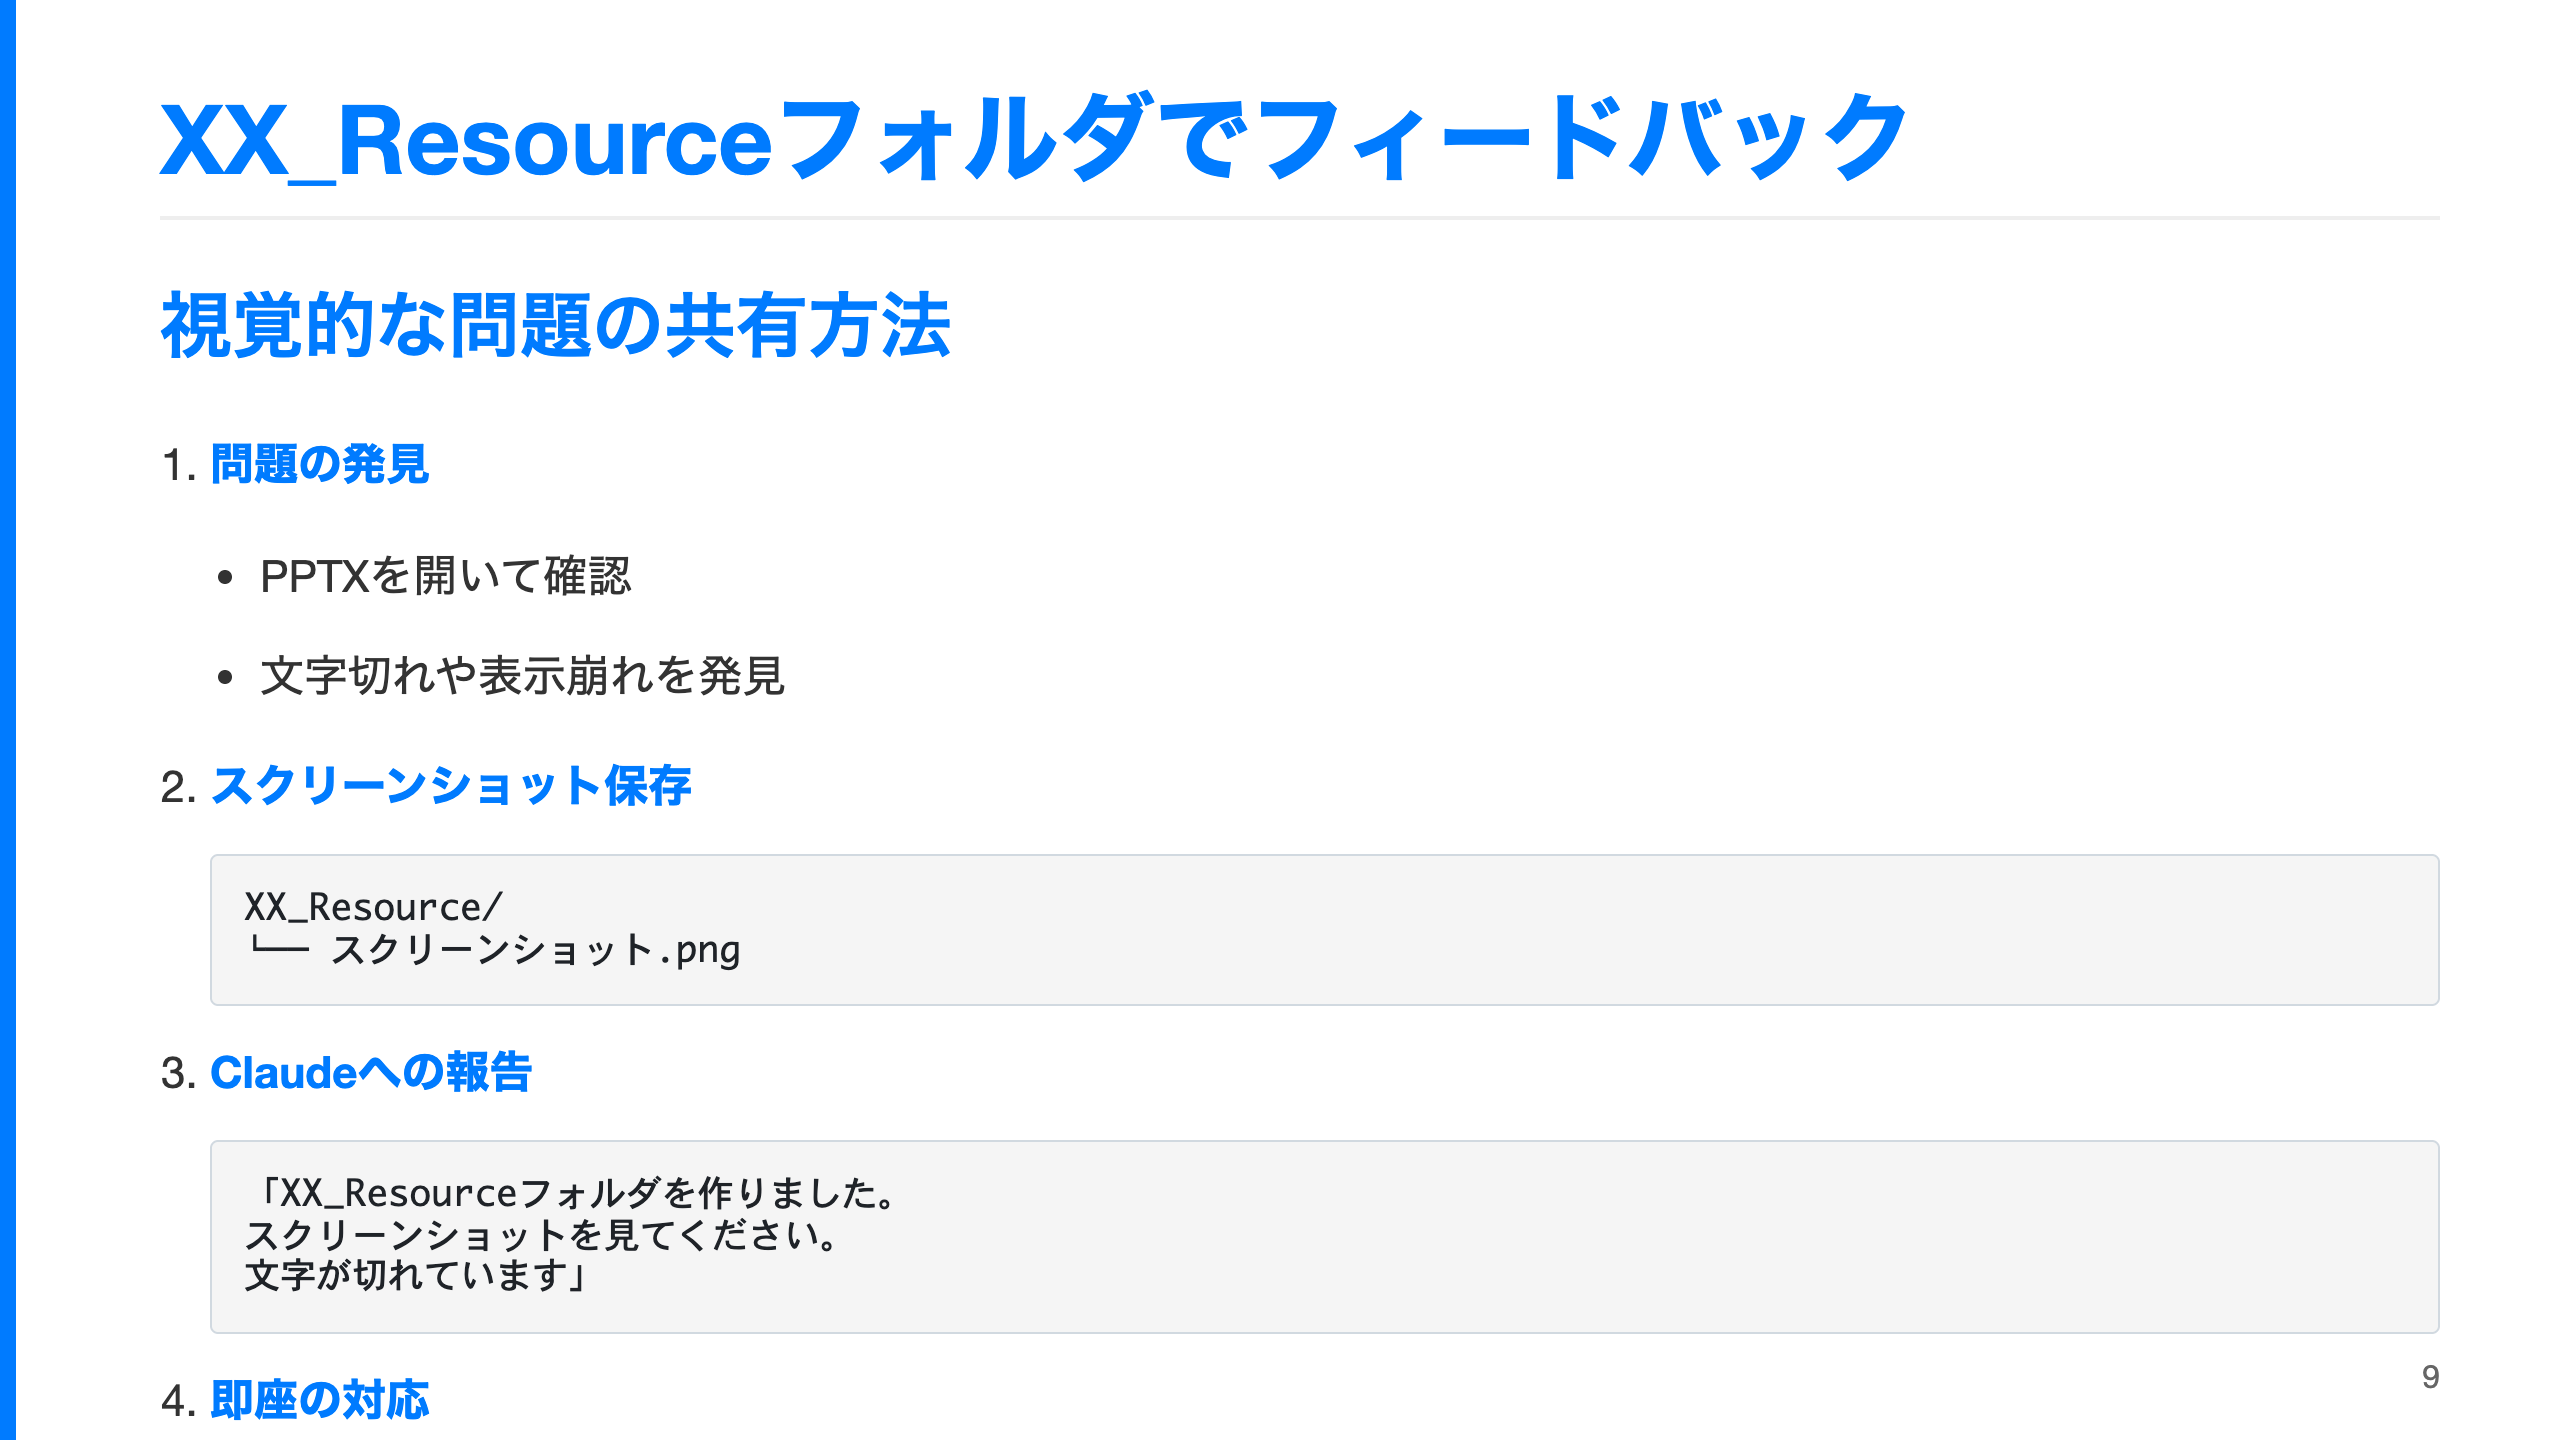 XX_Resourceフォルダでフィードバック
視覚的な問題の共有方法
1. 問題の発見
• PPTXを開いて確認
• 文字切れや表示崩れを発見
2. スクリーンショット保存
XX_Resource/
└── スクリーンショット.png
3. Claudeへの報告
「XX_Resourceフォルダを作りました。
スクリーンショットを見てください。
文字が切れています」
4. 即座の対応
9